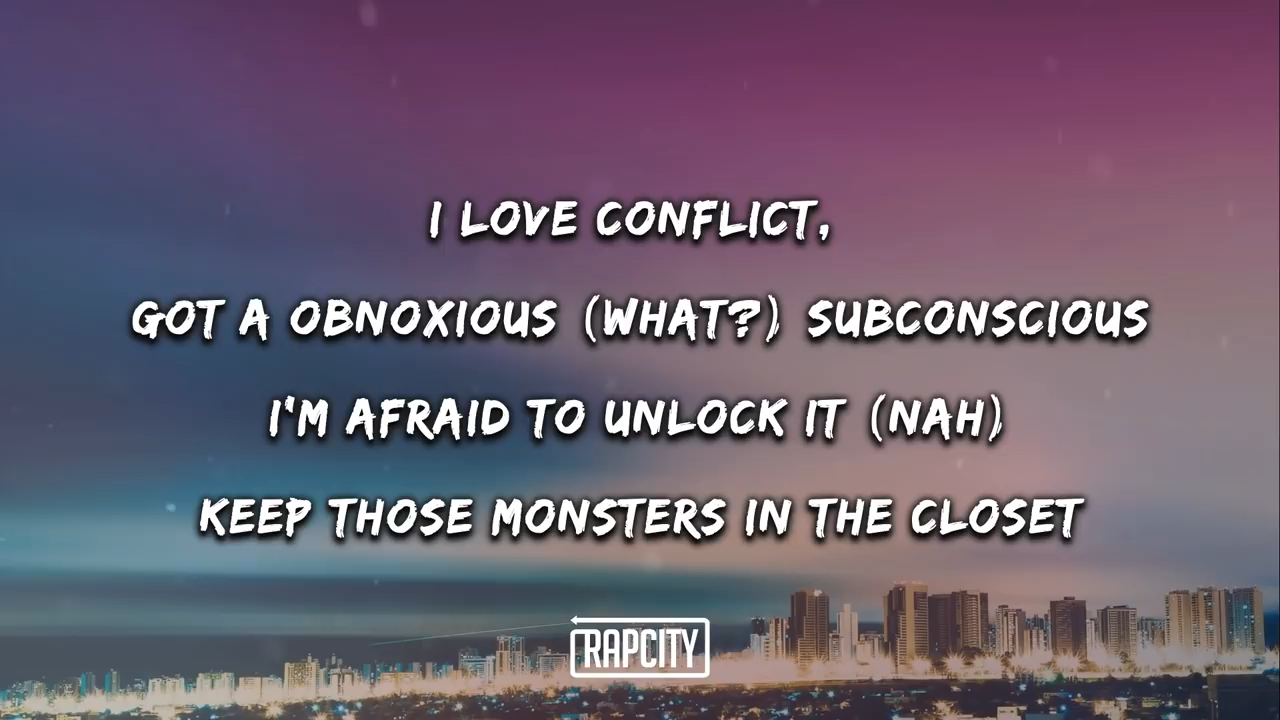 I LOVE CONFLICT,
GOT A OBNOXIOUS (WHAT?) SUBCONSCIOUS
I'M AFRAID TO UNLOCK IT (NAH)
KEEP THOSE MONSTERS IN THE CLOSET
RAPCITY